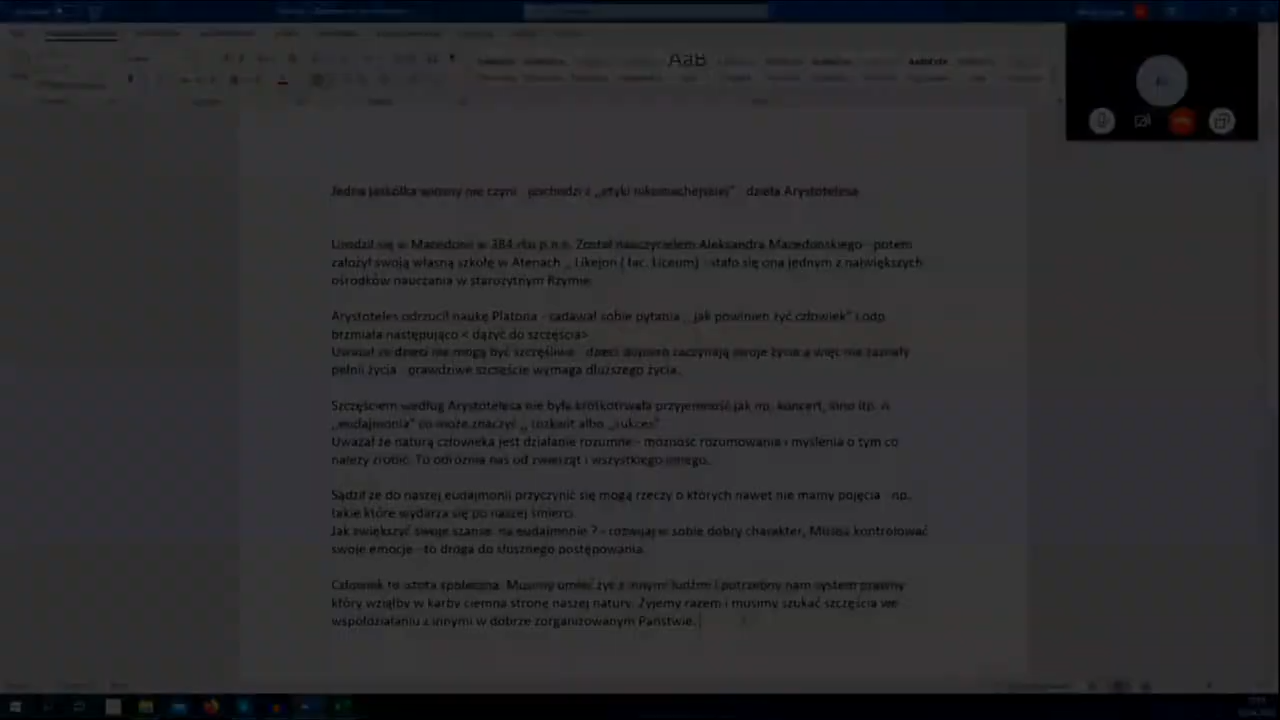 AaB
Jedna jaskółka wiosny nie czyni - pochodzi z ,,etyki nikomachejskiej" - dzieła Arystotelesa
Urodził się w Macedonii w 384 rku p.n.e. Został nauczycielem Aleksandra Macedońskiego - potem
założył swoją własną szkołę w Atenach ,, Likejon ( łac. Liceum) - stało się ona jednym z największych
ośrodków nauczania w starożytnym Rzymie.
Arystoteles odrzucił naukę Platona - zadawał sobie pytania ,, jak powinien żyć człowiek" i odp
brzmiała następująco < dążyć do szczęścia>
Uważał że dzieci nie mogą być szczęśliwe - dzieci dopiero zaczynają swoje życie a więc nie zaznały
pełnii życia - prawdziwe szczęście wymaga dłuższego życia.
Szczęściem według Arystotelesa nie była krótkotrwała przyjemność jak np. koncert, kino itp.
,,eudajmonia" co może znaczyć ,, rozkwit albo ,,sukces"
Uważał że naturą człowieka jest działanie rozumne - możność rozumowania i myślenia o tym co
należy zrobić. To odróżnia nas od zwierząt i wszystkiego innego.
Sądził że do naszej eudajmonii przyczynić się mogą rzeczy o których nawet nie mamy pojęcia - np.
takie które wydarzą się po naszej śmierci
Jak zwiększyć swoje szanse na eudaimonie ? - rozwijaj w sobie dobry charakter, Musisz kontrolować
swoje emocje - to droga do słusznego postępowania.
Człowiek to istota społeczna. Musimy umieć żyć z innymi ludźmi i potrzebny nam system prawny
który wziąłby w karby ciemna stronę naszej natury. Żyjemy razem i musimy szukać szczęścia we
współdziałaniu z innymi w dobrze zorganizowanym Państwie.